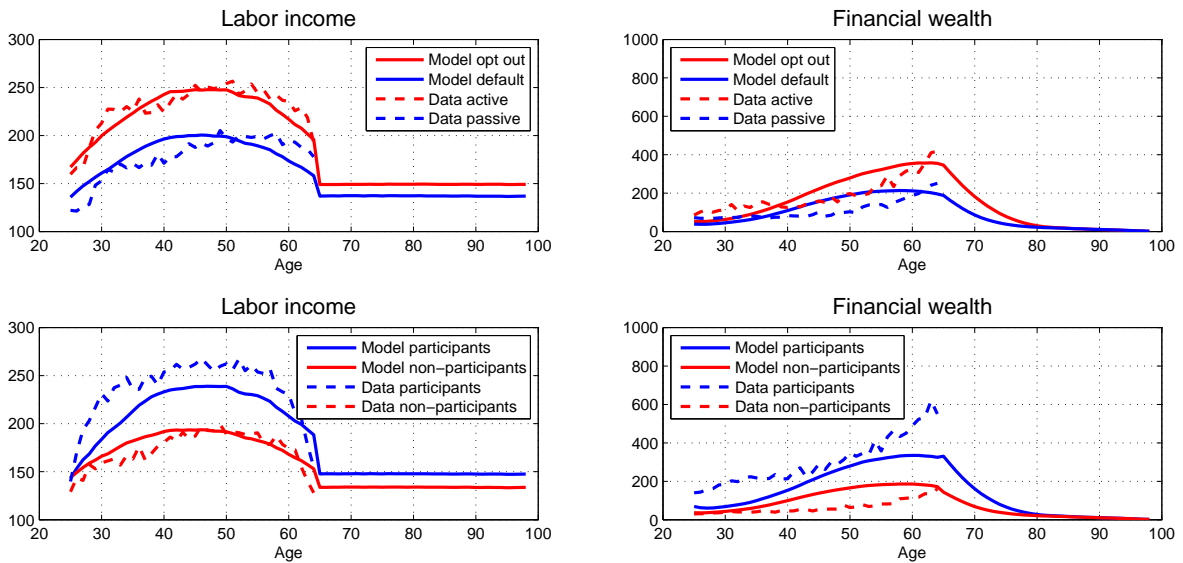 Labor income
300
250
200
150
100
20 30 40 50 60 70 80 90 100
Age
Model opt out
Model default
Data active
Data passive
Financial wealth
1000
800
600
400
200
0
20 30 40 50 60 70 80 90 100
Age
Model opt out
Model default
Data active
Data passive
Labor income
300
250
200
150
100
20 30 40 50 60 70 80 90 100
Age
Model participants
Model non−participants
Data participants
Data non−participants
Financial wealth
1000
800
600
400
200
0
20 30 40 50 60 70 80 90 100
Age
Model participants
Model non−participants
Data participants
Data non−participants